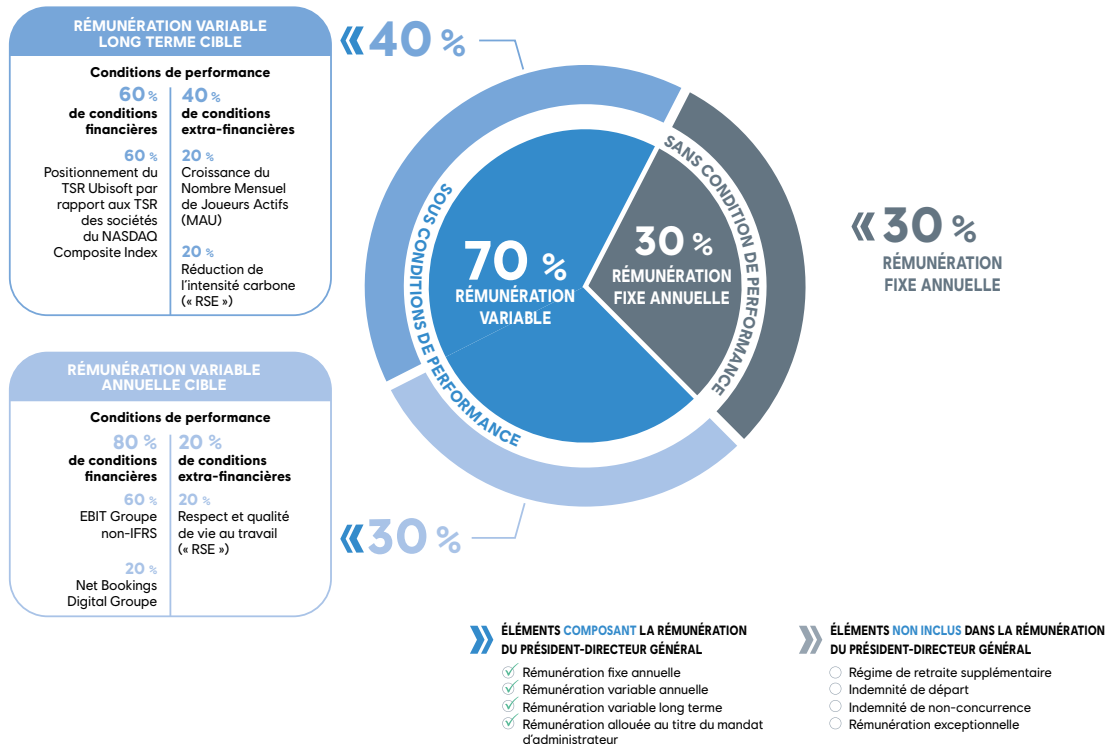 RÉMUNÉRATION VARIABLE
LONG TERME CIBLE
Conditions de performance
60 %
de conditions
financières
60 %
Positionnement du
TSR Ubisoft par
rapport aux TSR
des sociétés
du NASDAQ
Composite Index
40 %
de conditions
extra-financières
20 %
Croissance du
Nombre Mensuel
de Joueurs Actifs
(MAU)
20 %
Réduction de
l'intensité carbone
(« RSE »)
« 40 %
RÉMUNÉRATION VARIABLE
ANNUELLE CIBLE
Conditions de performance
80 %
de conditions
financières
60 %
EBIT Groupe
non-IFRS
20 %
Net Bookings
Digital Groupe
20 %
de conditions
extra-financières
20 %
Respect et qualité
de vie au travail
(« RSE »)
« 30 %
SOUS CONDITIONS DE PERFORMANCE
70 %
RÉMUNÉRATION
VARIABLE
SANS CONDITION DE PERFORMANCE
30 %
RÉMUNÉRATION
FIXE ANNUELLE
« 30 %
RÉMUNÉRATION
FIXE ANNUELLE
» ÉLÉMENTS COMPOSANT LA RÉMUNÉRATION
DU PRÉSIDENT-DIRECTEUR GÉNÉRAL
Rémunération fixe annuelle
Rémunération variable annuelle
Rémunération variable long terme
Rémunération allouée au titre du mandat
d'administrateur
» ÉLÉMENTS NON INCLUS DANS LA RÉMUNÉRATION
DU PRÉSIDENT-DIRECTEUR GÉNÉRAL
Régime de retraite supplémentaire
Indemnité de départ
Indemnité de non-concurrence
Rémunération exceptionnelle